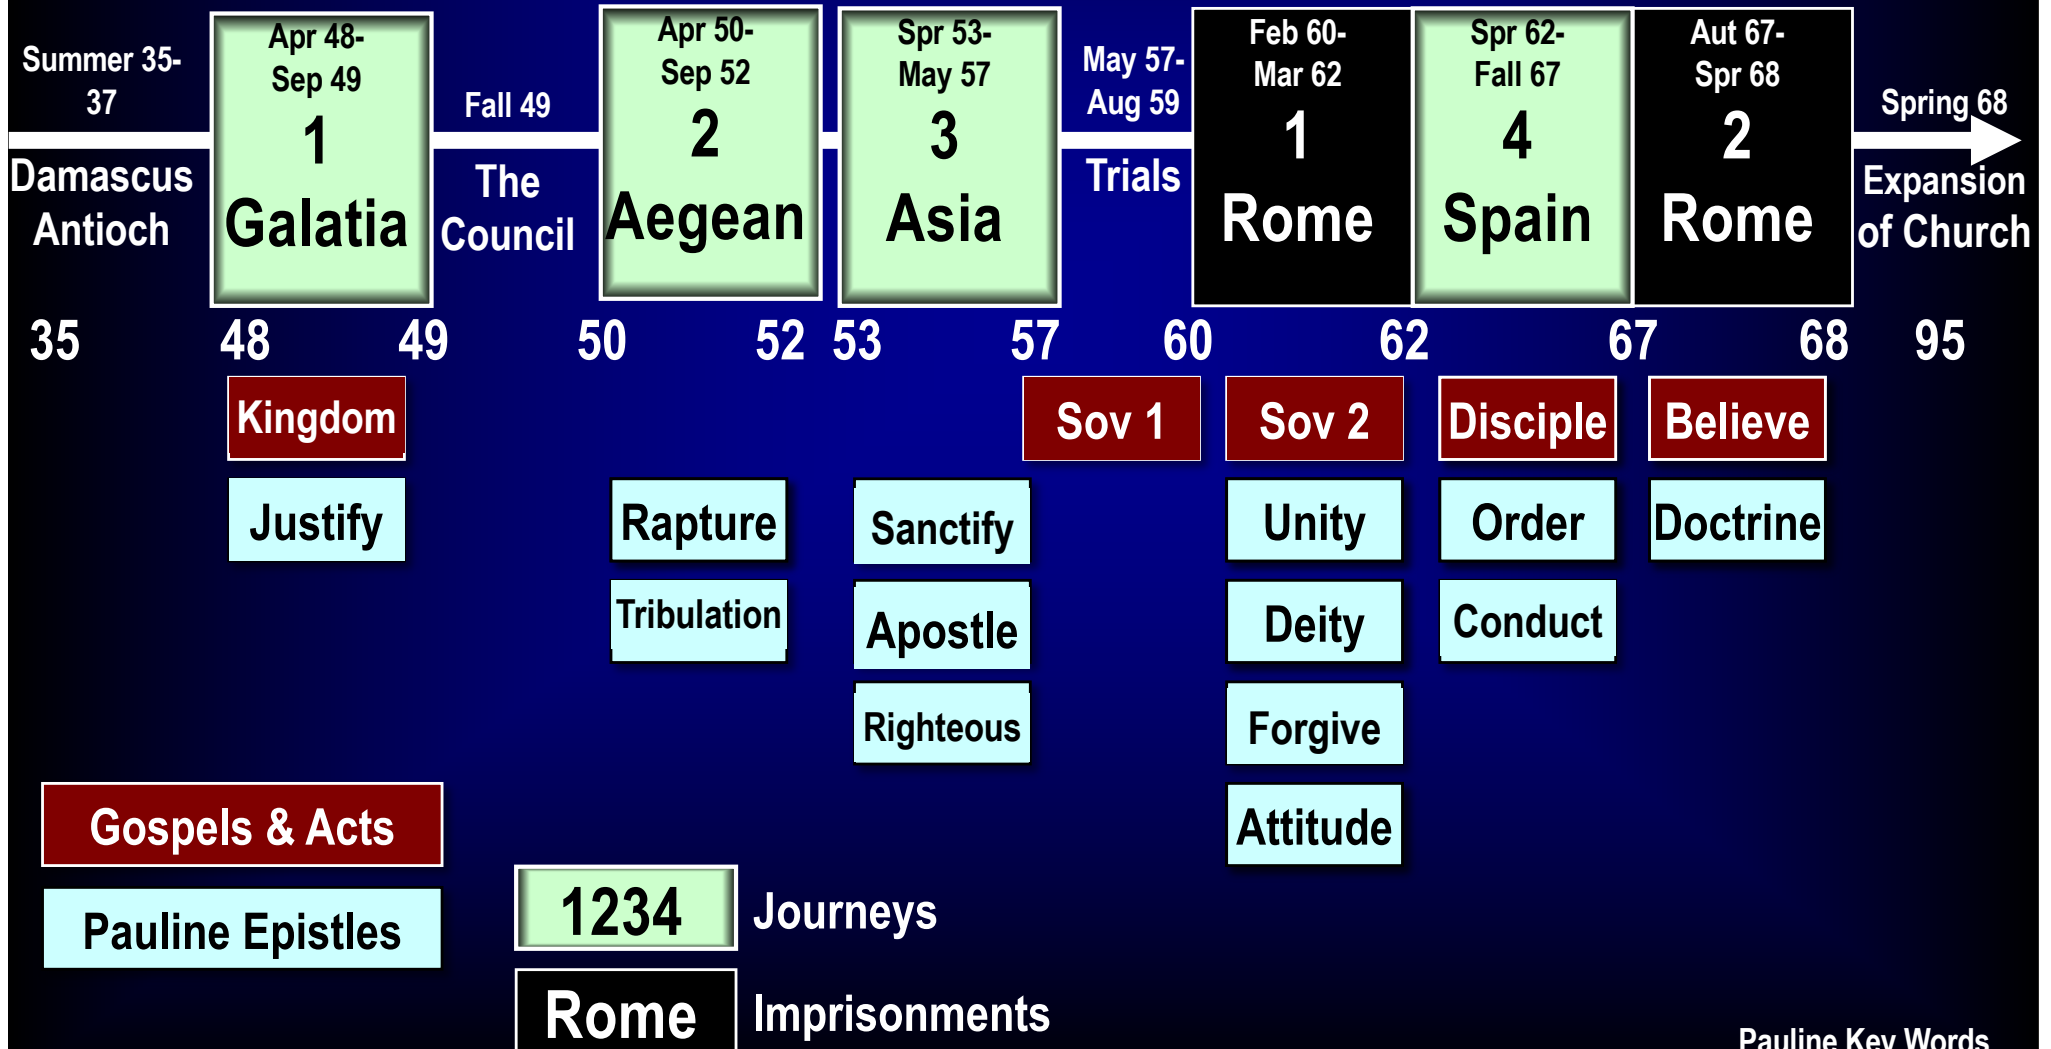 Summer 35-
37
Damascus
Antioch
Apr 48-
Sep 49
1
Galatia
Fall 49
The
Council
Apr 50-
Sep 52
2
Aegean
Spr 53-
May 57
3
Asia
May 57-
Aug 59
Trials
Feb 60-
Mar 62
1
Rome
Spr 62-
Fall 67
4
Spain
Aut 67-
Spr 68
2
Rome
Spring 68
Expansion
of Church
35 48 49 50 52 53 57 60 62 67 68 95
Kingdom
Sov 1
Sov 2
Disciple
Believe
Justify
Rapture
Sanctify
Unity
Order
Doctrine
Tribulation
Apostle
Deity
Conduct
Righteous
Forgive
Attitude
Gospels & Acts
Pauline Epistles
1234
Journeys
Rome
Imprisonments
Pauline Key Words